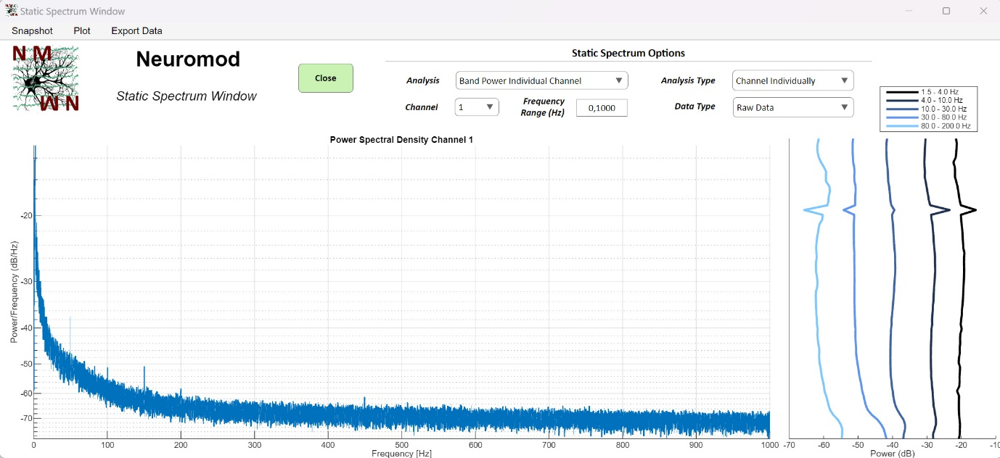 Static Spectrum Window
Snapshot Plot Export Data
N M
W N
Neuromod
Static Spectrum Window
Close
Static Spectrum Options
Analysis Band Power Individual Channel Analysis Type Channel Individually
Channel 1 Frequency Range (Hz) 0,1000 Data Type Raw Data
1.5 - 4.0 Hz
4.0 - 10.0 Hz
10.0 - 30.0 Hz
30.0 - 80.0 Hz
80.0 - 200.0 Hz
Power Spectral Density Channel 1
Power/Frequency (dB/Hz)
-20
-30
-40
-50
-60
-70
0 100 200 300 400 500 600 700 800 900 1000
Frequency [Hz]
-70 -60 -50 -40 -30 -20 -10
Power (dB)